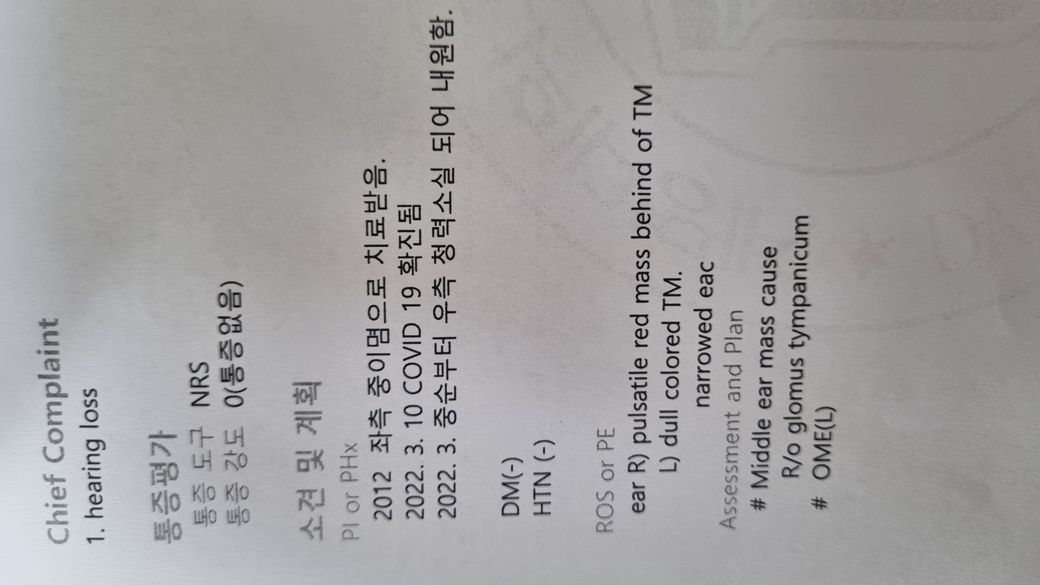 Chief Complaint
1. hearing loss
통증평가
통증 도구 NRS
통증 강도 0(통증없음)
소견 및 계획
PI or PHx
2012 좌측 중이염으로 치료받음.
2022. 3. 10 COVID 19 확진됨
2022. 3. 중순부터 우측 청력소실 되어 내원함.
DM(-)
HTN (-)
ROS or PE
ear R) pulsatile red mass behind of TM
L) dull colored TM.
narrowed eac
Assessment and Plan
# Middle ear mass cause
R/o glomus tympanicum
# OME(L)